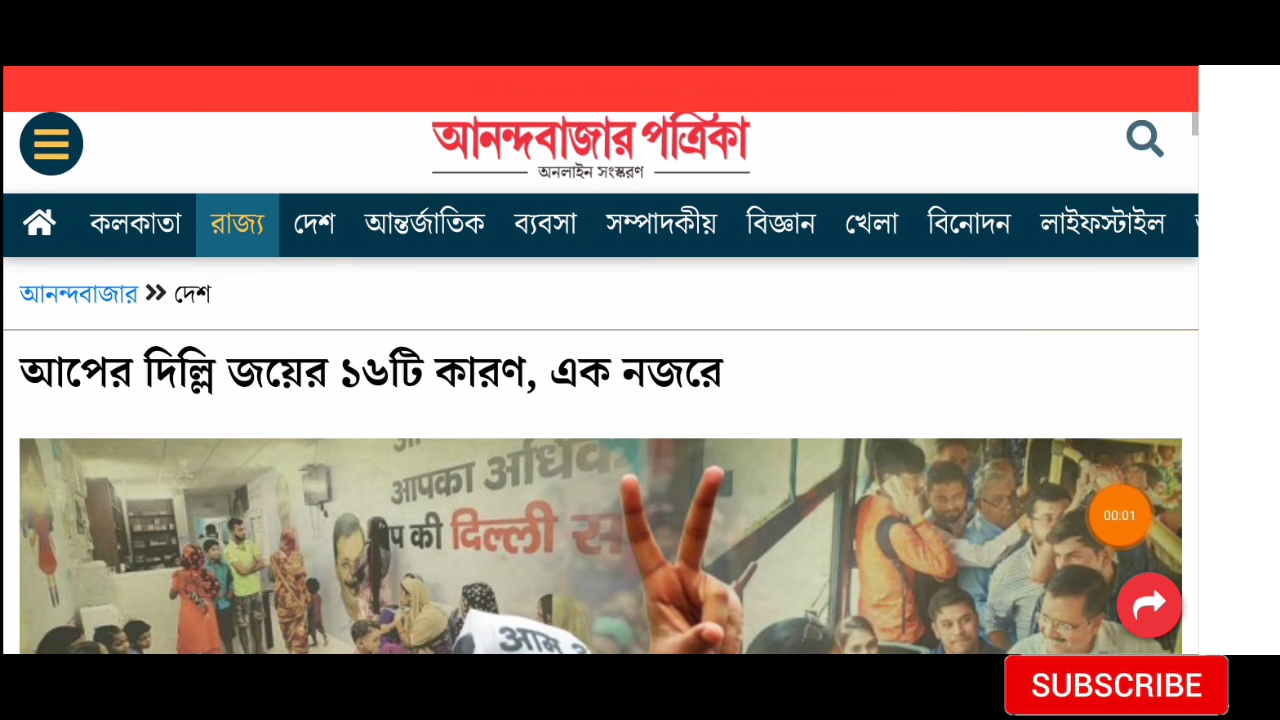 আনন্দবাজার পত্রিকা
অনলাইন সংস্করণ
কলকাতা রাজ্য দেশ আন্তর্জাতিক ব্যবসা সম্পাদকীয় বিজ্ঞান খেলা বিনোদন লাইফস্টাইল
আনন্দবাজার » দেশ
আপের দিল্লি জয়ের ১৬টি কারণ, এক নজরে
आपका अधिक
प की दिल्ली स
00:01
आम
SUBSCRIBE